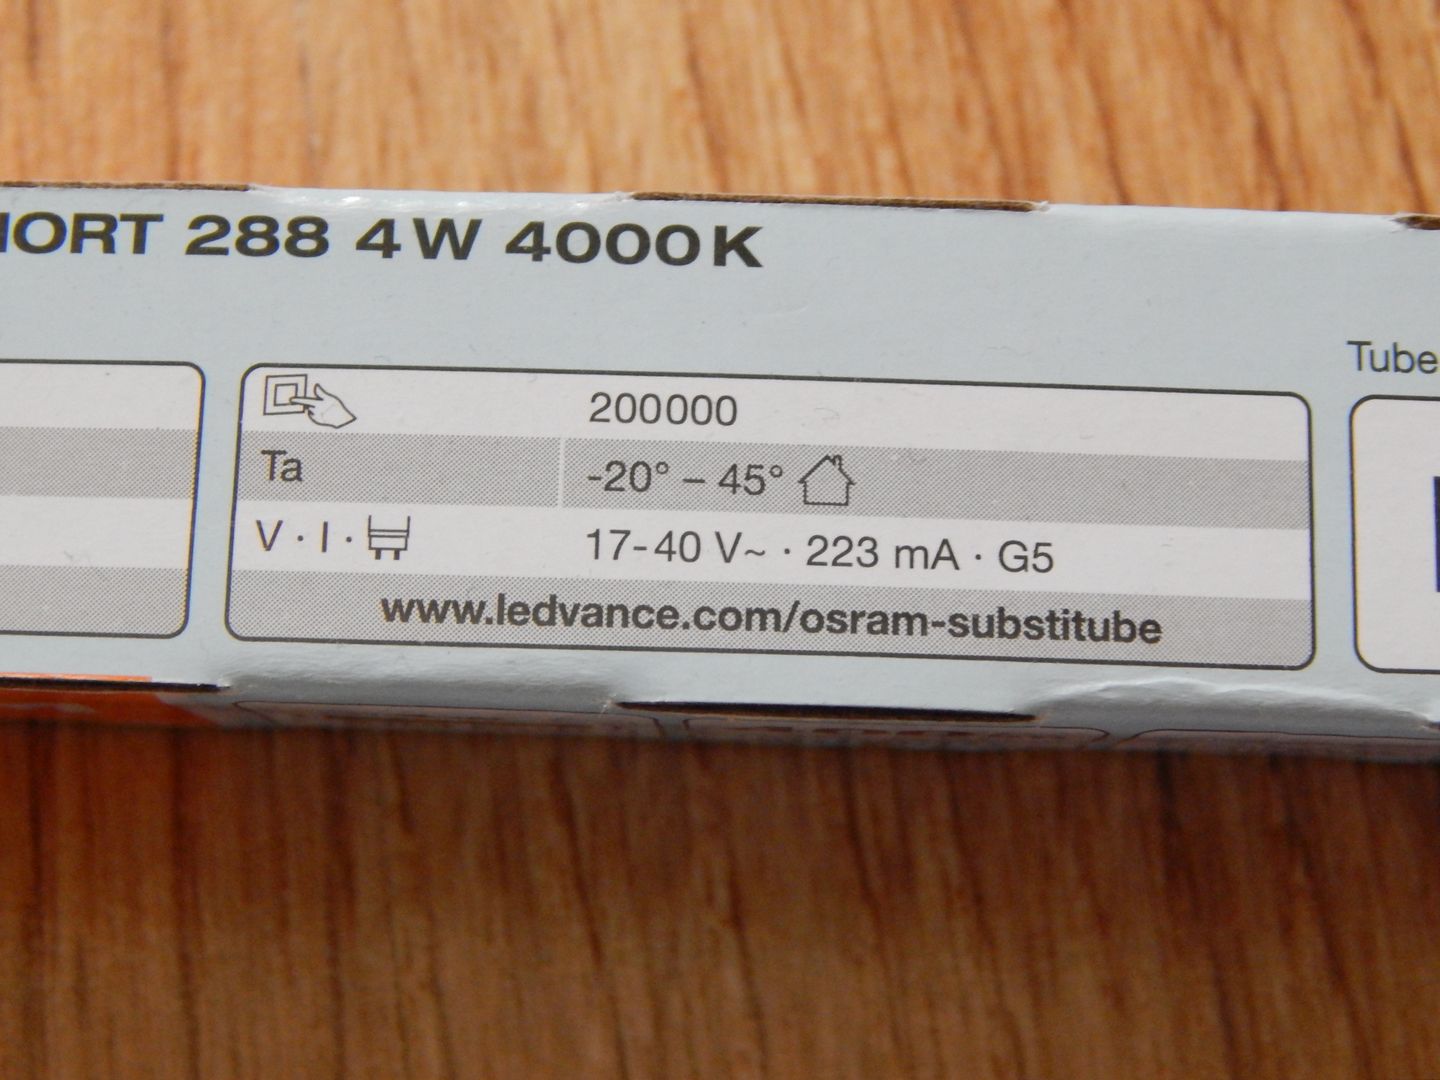 HORT 288 4W 4000K
Tube
200000
Ta -20° – 45°
V · I · 17-40 V~ · 223 mA · G5
www.ledvance.com/osram-substitube